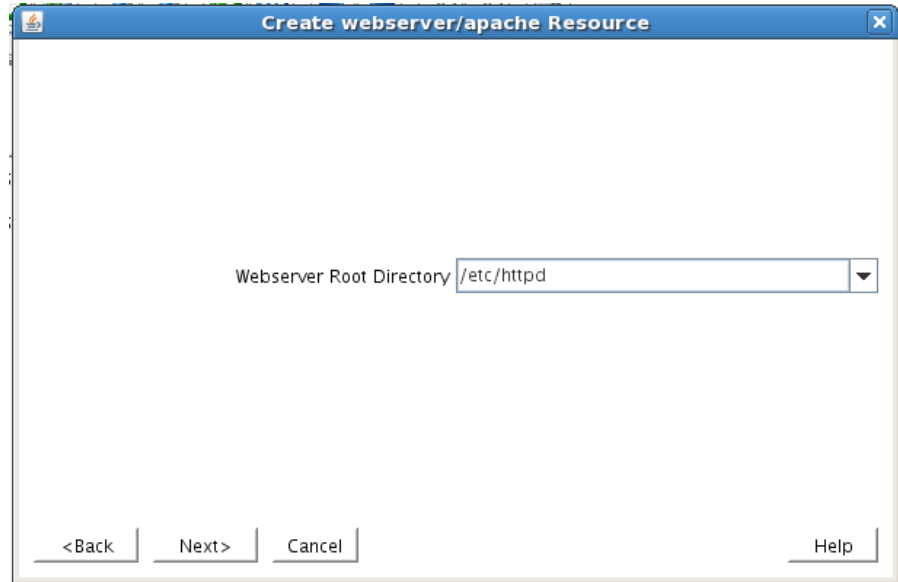 Create webserver/apache Resource
Webserver Root Directory /etc/httpd
<Back Next> Cancel Help